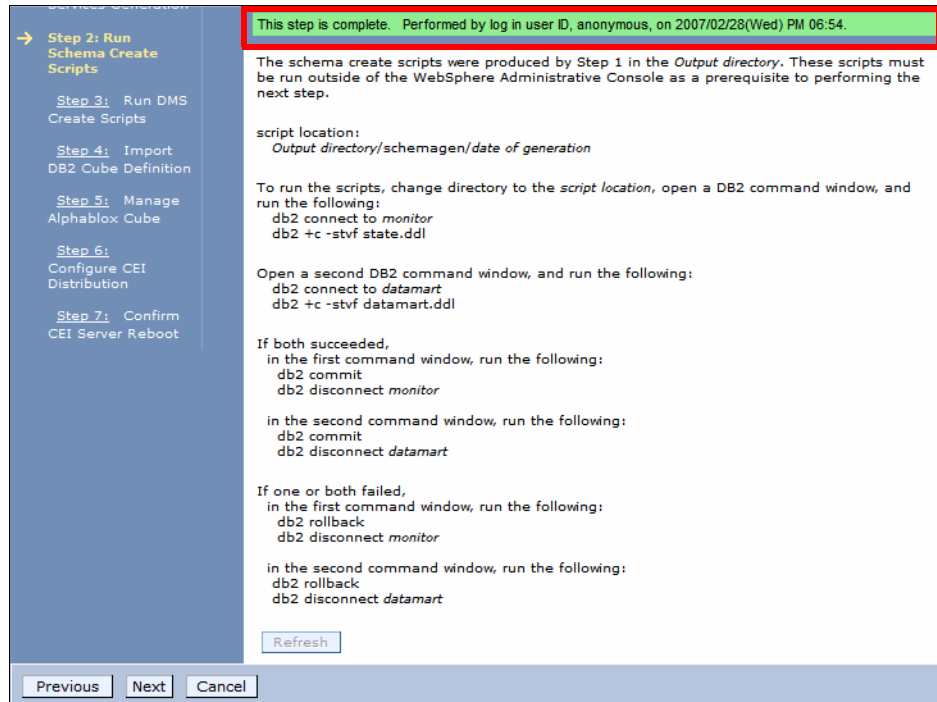 Services Generation
Step 2: Run
Schema Create
Scripts
Step 3: Run DMS
Create Scripts
Step 4: Import
DB2 Cube Definition
Step 5: Manage
Alphablox Cube
Step 6:
Configure CEI
Distribution
Step 7: Confirm
CEI Server Reboot
This step is complete. Performed by log in user ID, anonymous, on 2007/02/28(Wed) PM 06:54.
The schema create scripts were produced by Step 1 in the Output directory. These scripts must
be run outside of the WebSphere Administrative Console as a prerequisite to performing the
next step.
script location:
Output directory/schemagen/date of generation
To run the scripts, change directory to the script location, open a DB2 command window, and
run the following:
db2 connect to monitor
db2 +c -stvf state.ddl
Open a second DB2 command window, and run the following:
db2 connect to datamart
db2 +c -stvf datamart.ddl
If both succeeded,
in the first command window, run the following:
db2 commit
db2 disconnect monitor
in the second command window, run the following:
db2 commit
db2 disconnect datamart
If one or both failed,
in the first command window, run the following:
db2 rollback
db2 disconnect monitor
in the second command window, run the following:
db2 rollback
db2 disconnect datamart
Refresh
Previous Next Cancel